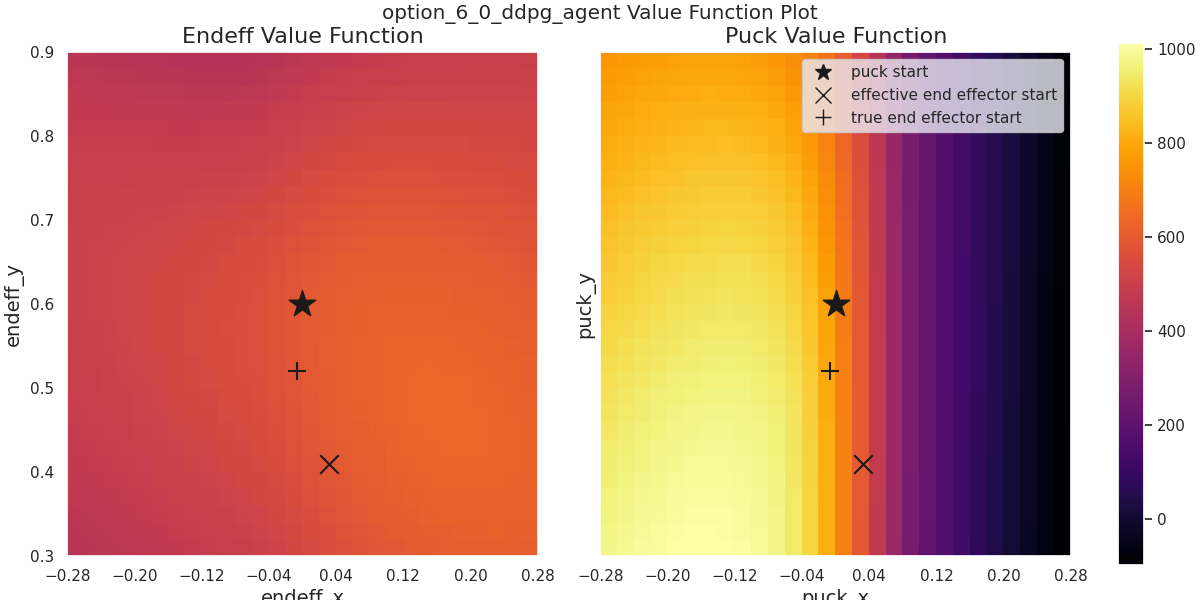 option_6_0_ddpg_agent Value Function Plot
Endeff Value Function
Puck Value Function
0.9
0.8
0.7
0.6
0.5
0.4
0.3
endeff_y
−0.28 −0.20 −0.12 −0.04 0.04 0.12 0.20 0.28
endeff_x
puck_y
puck start
effective end effector start
true end effector start
−0.28 −0.20 −0.12 −0.04 0.04 0.12 0.20 0.28
puck_x
1000
800
600
400
200
0